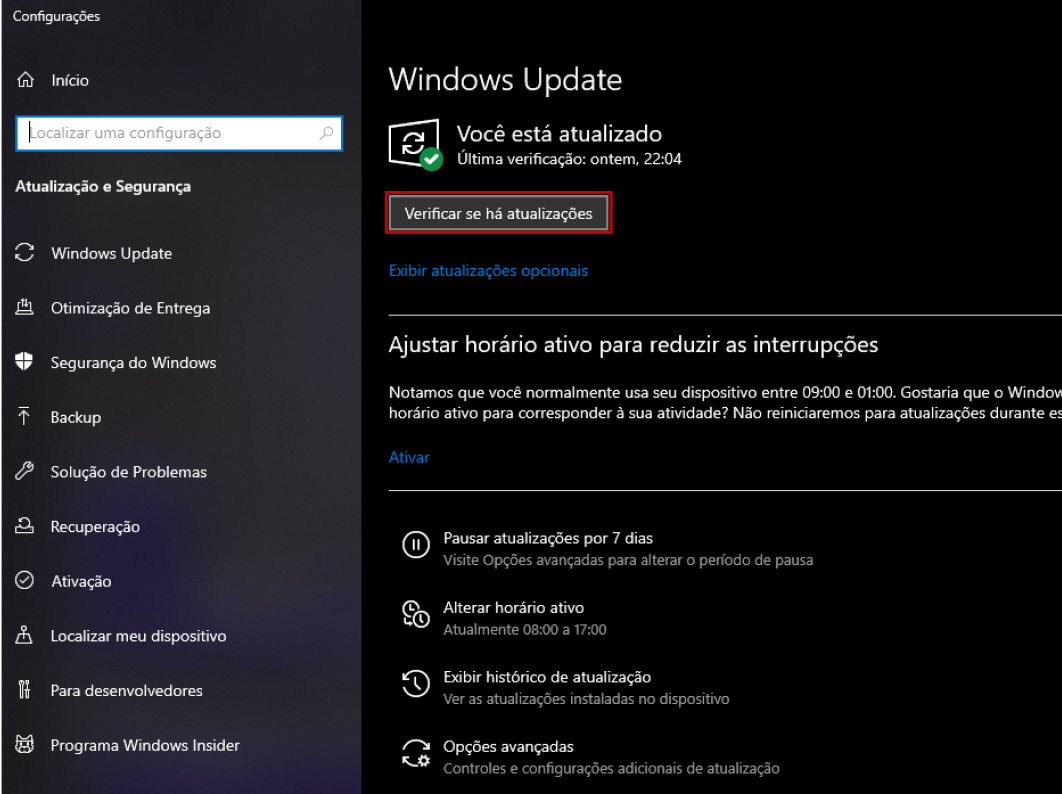 Configurações
Início
Localizar uma configuração
Atualização e Segurança
Windows Update
Otimização de Entrega
Segurança do Windows
Backup
Solução de Problemas
Recuperação
Ativação
Localizar meu dispositivo
Para desenvolvedores
Programa Windows Insider
Windows Update
Você está atualizado
Última verificação: ontem, 22:04
Verificar se há atualizações
Exibir atualizações opcionais
Ajustar horário ativo para reduzir as interrupções
Notamos que você normalmente usa seu dispositivo entre 09:00 e 01:00. Gostaria que o Window
horário ativo para corresponder à sua atividade? Não reiniciaremos para atualizações durante es
Ativar
Pausar atualizações por 7 dias
Visite Opções avançadas para alterar o período de pausa
Alterar horário ativo
Atualmente 08:00 a 17:00
Exibir histórico de atualização
Ver as atualizações instaladas no dispositivo
Opções avançadas
Controles e configurações adicionais de atualização